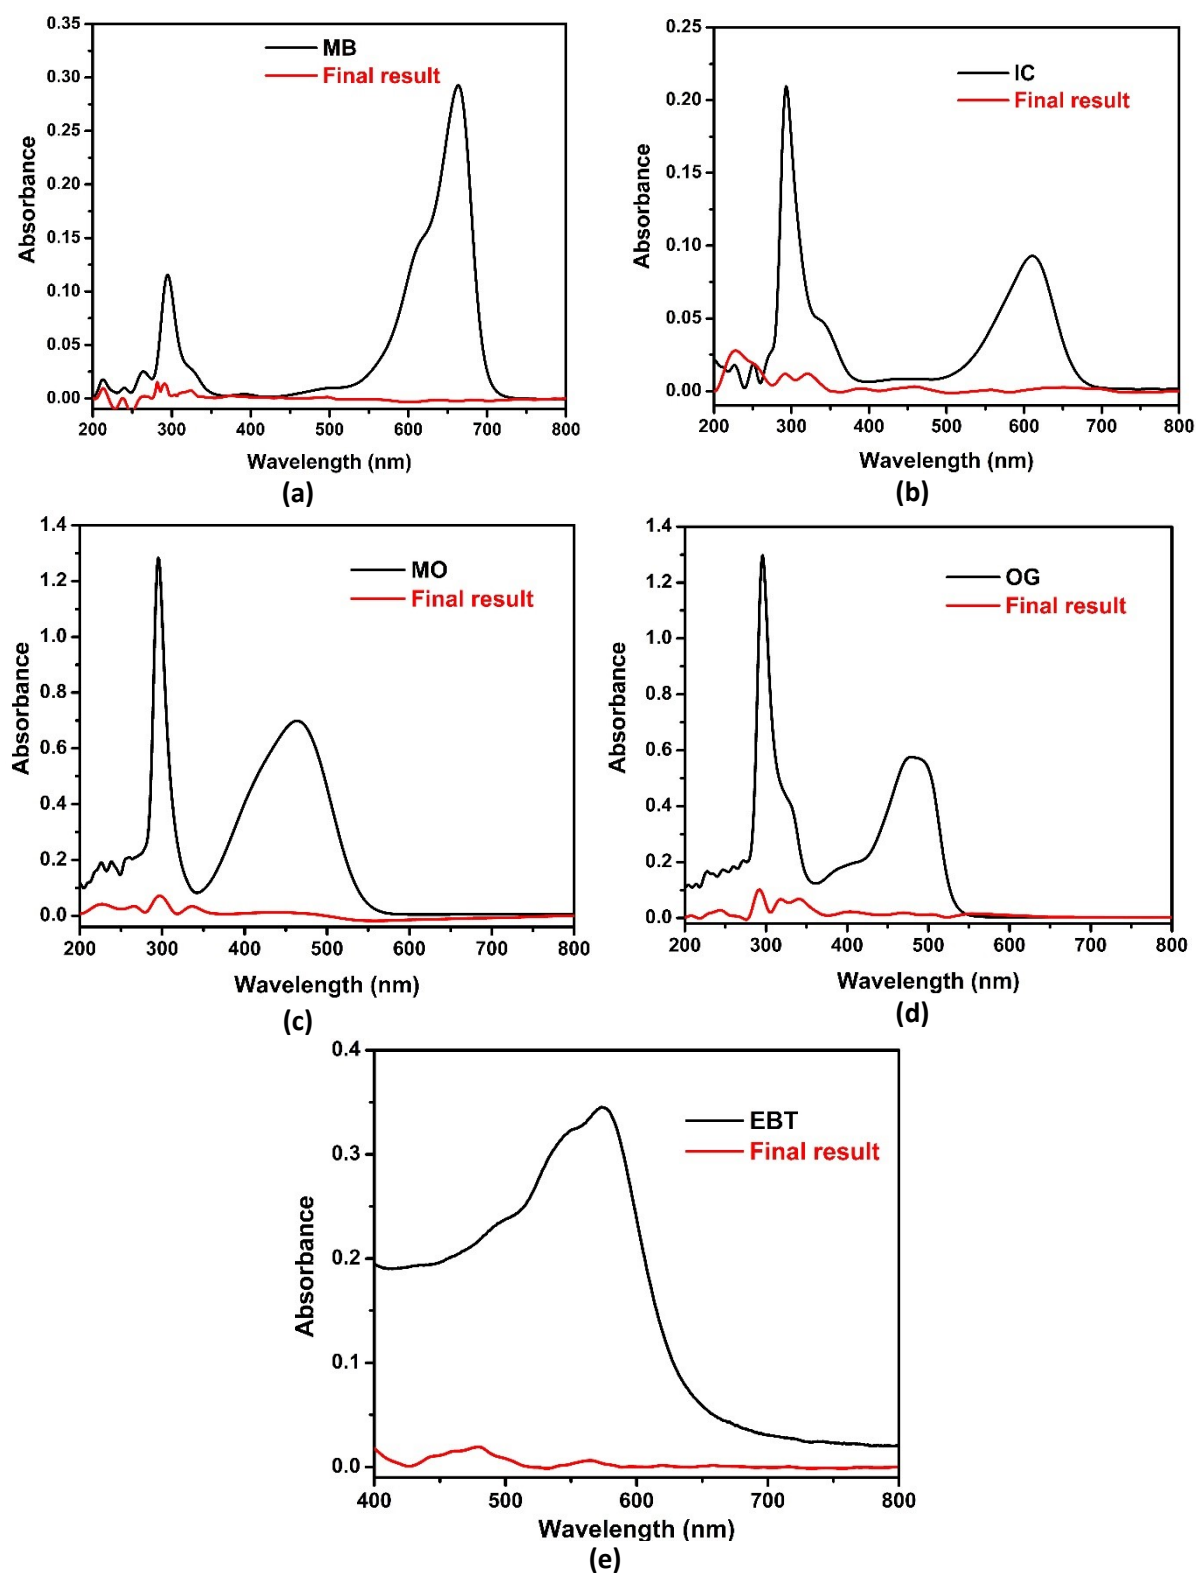 0.35
0.30
0.25
0.20
0.15
0.10
0.05
0.00
Absorbance
MB
Final result
200 300 400 500 600 700 800
Wavelength (nm)
(a)
0.25
0.20
0.15
0.10
0.05
0.00
Absorbance
IC
Final result
200 300 400 500 600 700 800
Wavelength (nm)
(b)
1.4
1.2
1.0
0.8
0.6
0.4
0.2
0.0
Absorbance
MO
Final result
200 300 400 500 600 700 800
Wavelength (nm)
(c)
1.4
1.2
1.0
0.8
0.6
0.4
0.2
0.0
Absorbance
OG
Final result
200 300 400 500 600 700 800
Wavelength (nm)
(d)
0.4
0.3
0.2
0.1
0.0
Absorbance
EBT
Final result
400 500 600 700 800
Wavelength (nm)
(e)